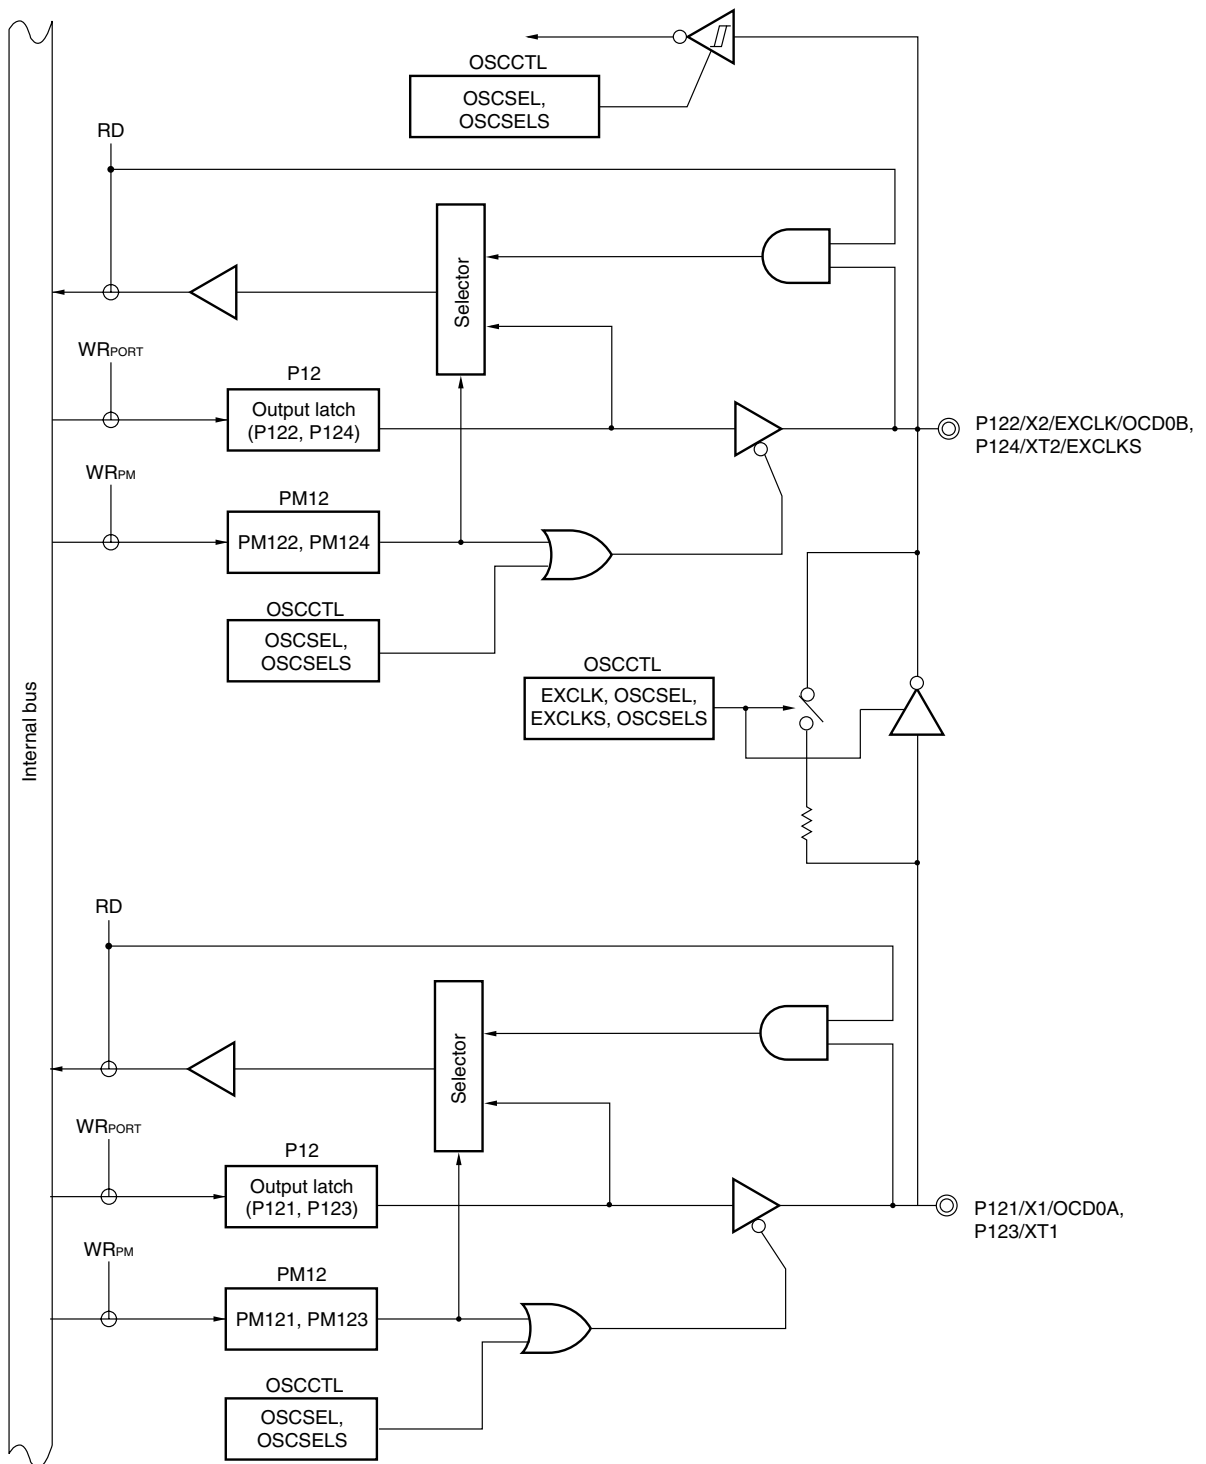 OSCCTL
OSCSEL,
OSCSELS
RD
Selector
WRPORT
P12
Output latch
(P122, P124)
P122/X2/EXCLK/OCD0B,
P124/XT2/EXCLKS
WRPM
PM12
PM122, PM124
OSCCTL
OSCSEL,
OSCSELS
OSCCTL
EXCLK, OSCSEL,
EXCLKS, OSCSELS
Internal bus
RD
Selector
WRPORT
P12
Output latch
(P121, P123)
P121/X1/OCD0A,
P123/XT1
WRPM
PM12
PM121, PM123
OSCCTL
OSCSEL,
OSCSELS